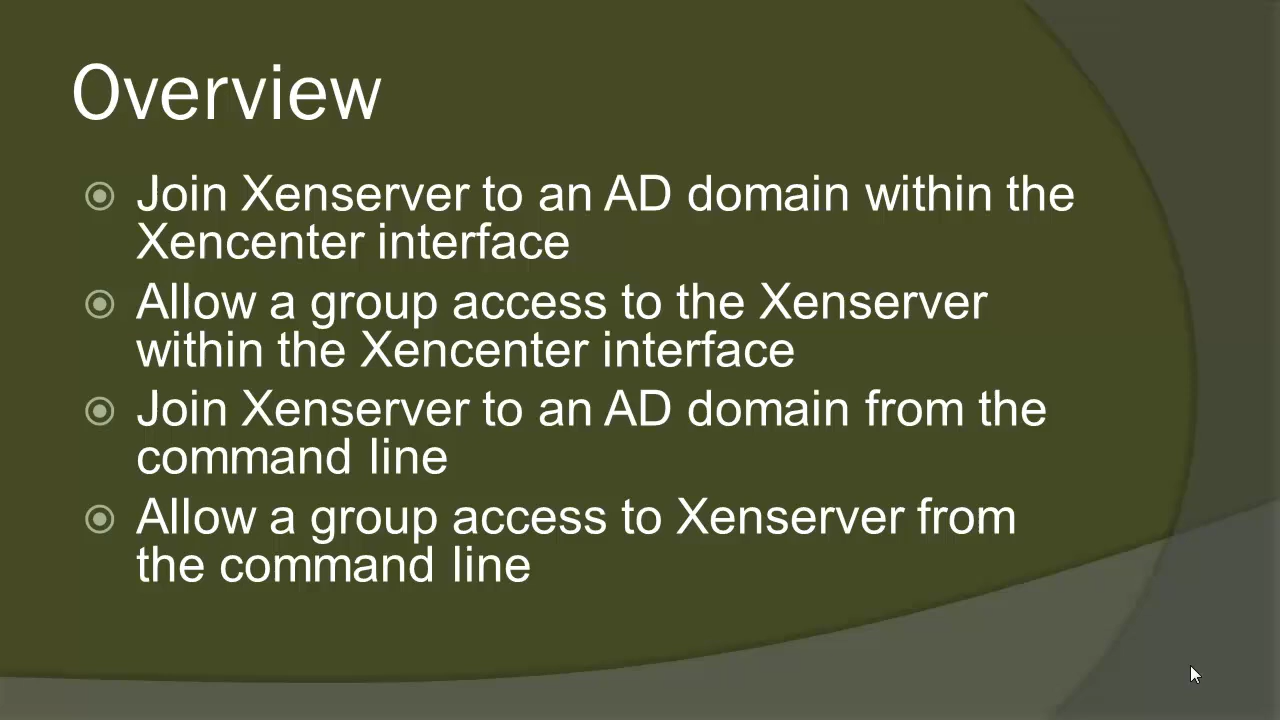 Overview
Join Xenserver to an AD domain within the
Xencenter interface
Allow a group access to the Xenserver
within the Xencenter interface
Join Xenserver to an AD domain from the
command line
Allow a group access to Xenserver from
the command line